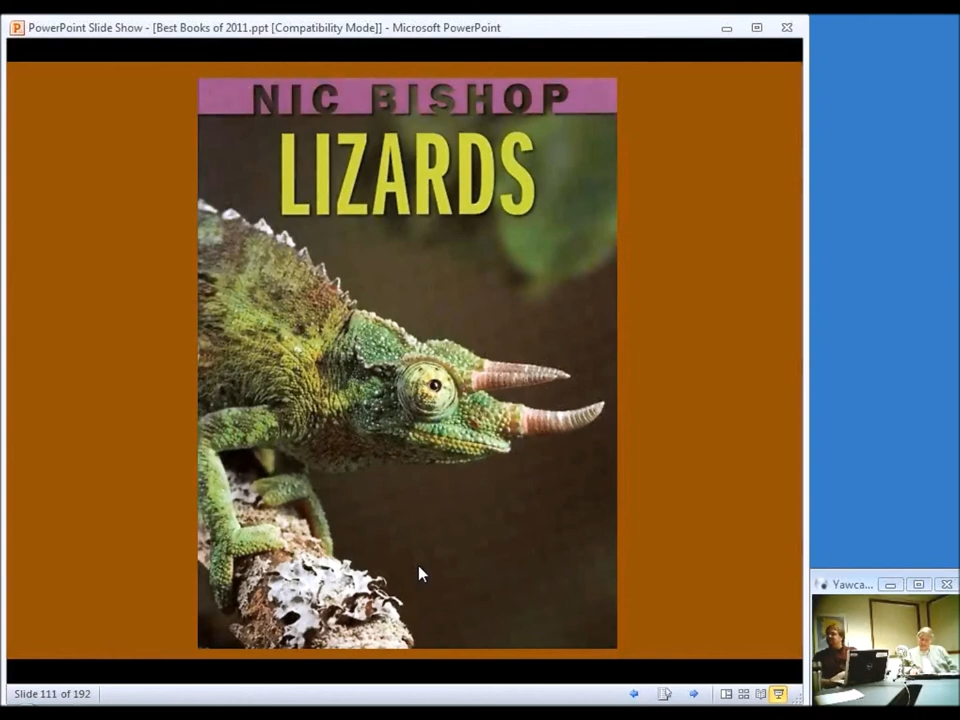 PowerPoint Slide Show - [Best Books of 2011.ppt [Compatibility Mode]] - Microsoft PowerPoint
NIC BISHOP
LIZARDS
Yawca...
Slide 111 of 192